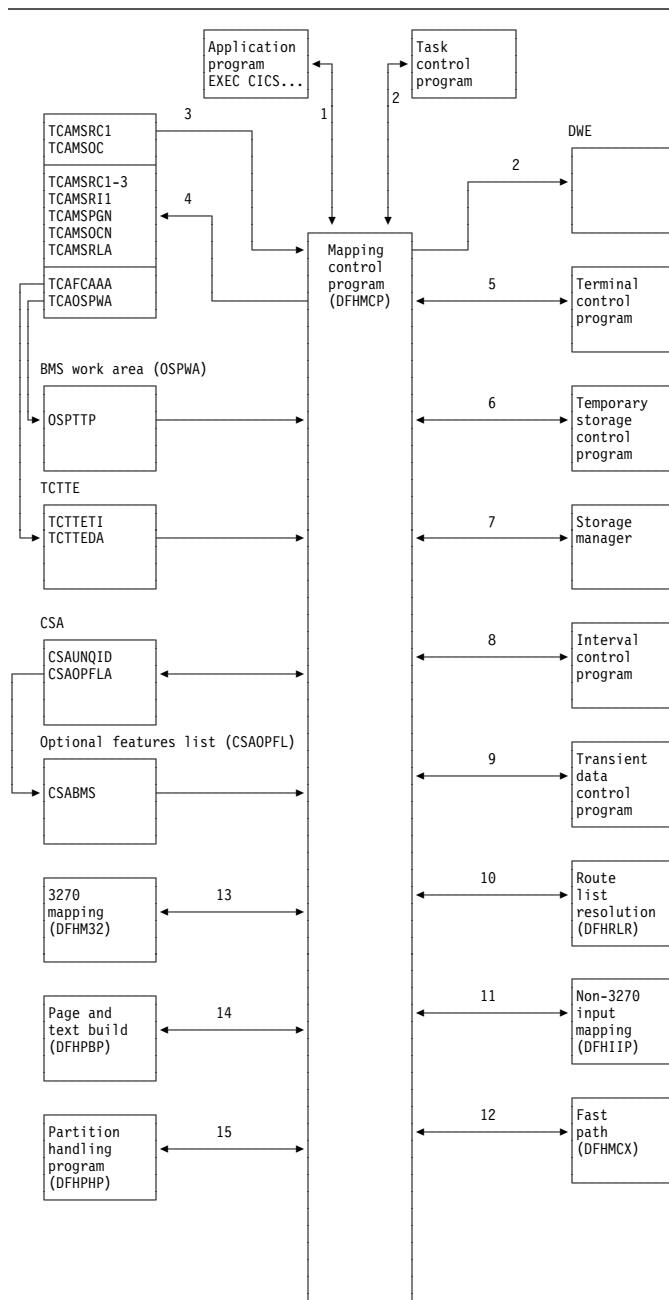 Application
program
EXEC CICS...
Task
control
program
1
2
3
TCAMSRC1
TCAMSOC
DWE
2
TCAMSRC1-3
TCAMSRI1
TCAMSPGN
TCAMSOCN
TCAMSRLA
4
Mapping
control
program
(DFHMCP)
TCAFCAAA
TCAOSPWA
5
Terminal
control
program
BMS work area (OSPWA)
OSPTTP
6
Temporary
storage
control
program
TCTTE
TCTTETI
TCTTEDA
7
Storage
manager
CSA
CSAUNQID
CSAOPFLA
8
Interval
control
program
Optional features list (CSAOPFL)
CSABMS
9
Transient
data
control
program
3270
mapping
(DFHM32)
13
10
Route
list
resolution
(DFHRLR)
Page and
text build
(DFHPBP)
14
11
Non-3270
input
mapping
(DFHIIP)
Partition
handling
program
(DFHPHP)
15
12
Fast
path
(DFHMCX)